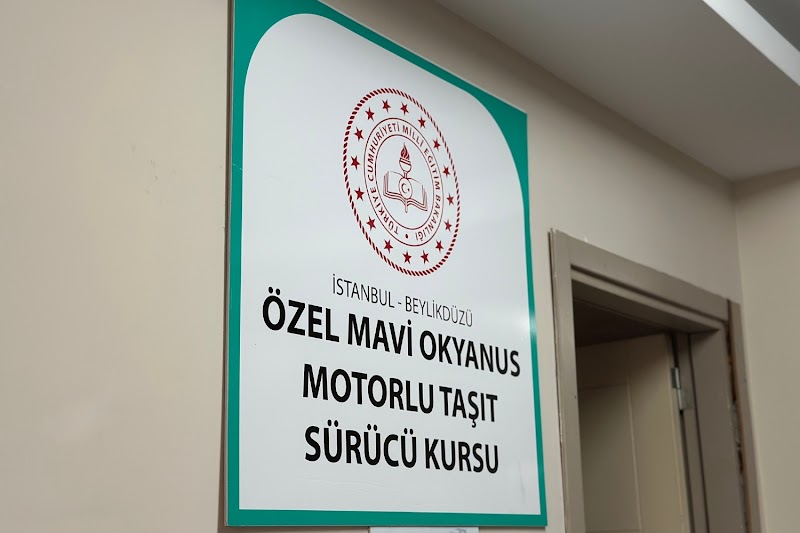 TÜRKİYE CUMHURİYETİ MİLLİ EĞİTİM BAKANLIĞI
İSTANBUL - BEYLİKDÜZÜ
ÖZEL MAVİ OKYANUS
MOTORLU TAŞIT
SÜRÜCÜ KURSU